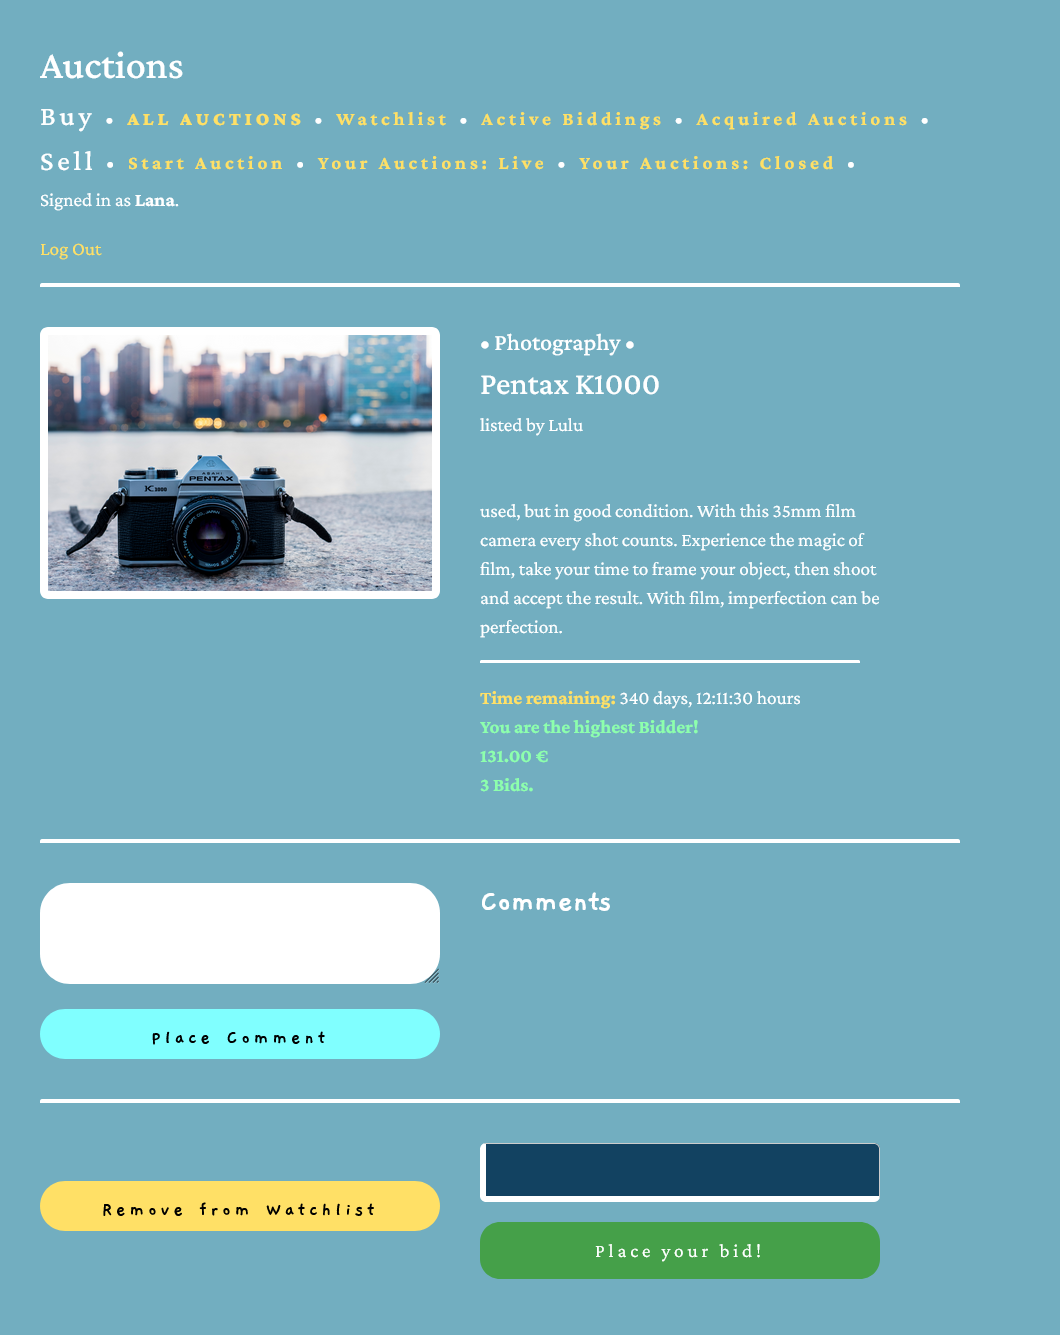 Auctions
Buy • ALL AUCTIONS • Watchlist • Active Biddings • Acquired Auctions •
Sell • Start Auction • Your Auctions: Live • Your Auctions: Closed •
Signed in as Lana.
Log Out
ASAHI
PENTAX
K1000
• Photography •
Pentax K1000
listed by Lulu
used, but in good condition. With this 35mm film
camera every shot counts. Experience the magic of
film, take your time to frame your object, then shoot
and accept the result. With film, imperfection can be
perfection.
Time remaining: 340 days, 12:11:30 hours
You are the highest Bidder!
131.00 €
3 Bids.
Comments
Place Comment
Remove from Watchlist
Place your bid!